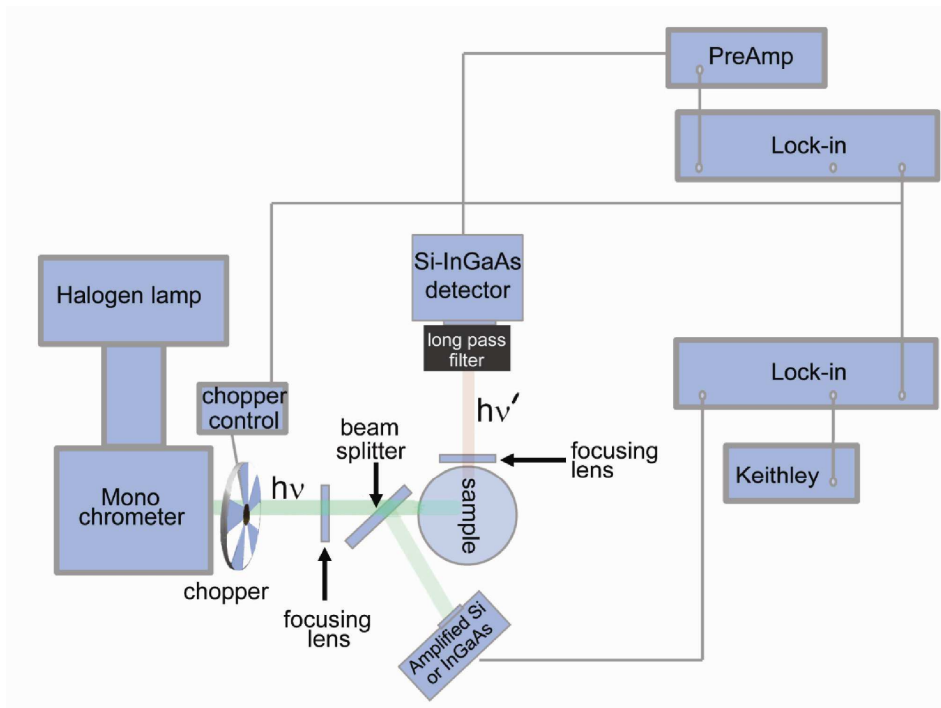 PreAmp
Lock-in
Si-InGaAs
detector
Halogen lamp
long pass
filter
Lock-in
chopper
control
hν′
beam
splitter
focusing
lens
Keithley
hν
Mono
chrometer
sample
chopper
focusing
lens
Amplified Si
or InGaAs